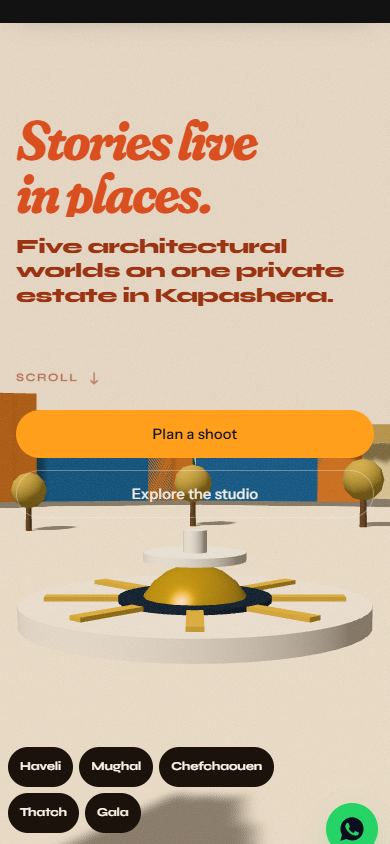 Stories live
in places.
Five architectural
worlds on one private
estate in Kapashera.
SCROLL ↓
Plan a shoot
Explore the studio
Haveli Mughal Chefchaouen
Thatch Gala